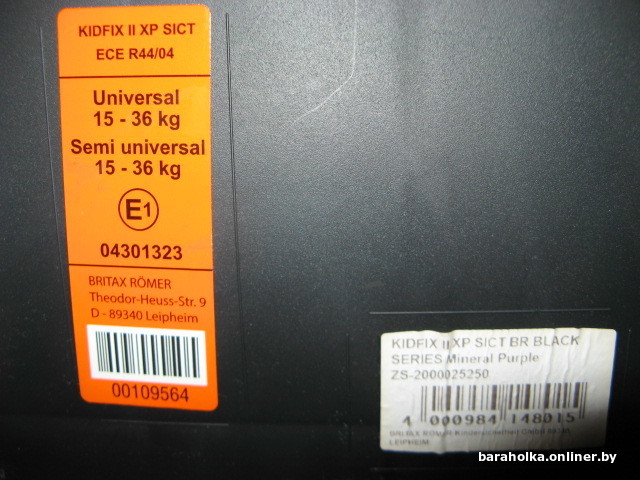 KIDFIX II XP SICT
ECE R44/04
Universal
15 - 36 kg
Semi universal
15 - 36 kg
E1
04301323
BRITAX RÖMER
Theodor-Heuss-Str. 9
D - 89340 Leipheim
00109564
KIDFIX II XP SICT BR BLACK
SERIES Mineral Purple
ZS-2000025250
4 000984 148015
BRITAX RÖMER
LEIPHEIM
baraholka.onliner.by